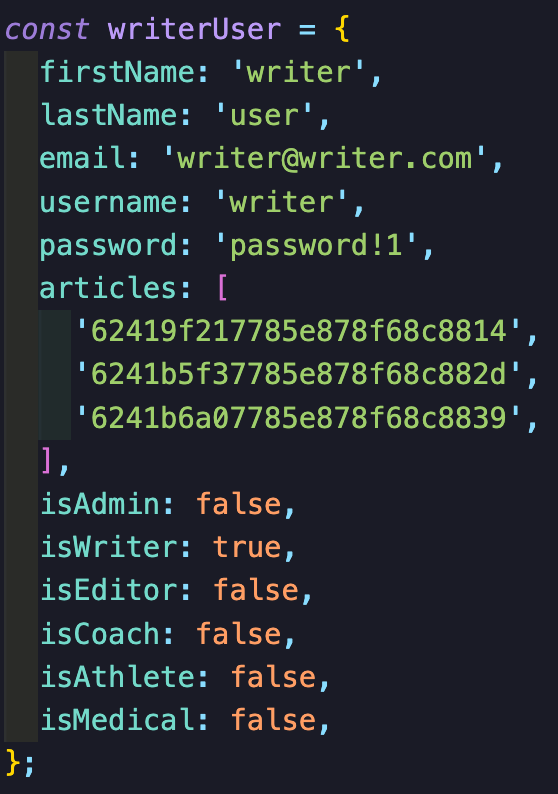 const writerUser = {
firstName: 'writer',
lastName: 'user',
email: 'writer@writer.com',
username: 'writer',
password: 'password!1',
articles: [
'62419f217785e878f68c8814',
'6241b5f37785e878f68c882d',
'6241b6a07785e878f68c8839',
],
isAdmin: false,
isWriter: true,
isEditor: false,
isCoach: false,
isAthlete: false,
isMedical: false,
};